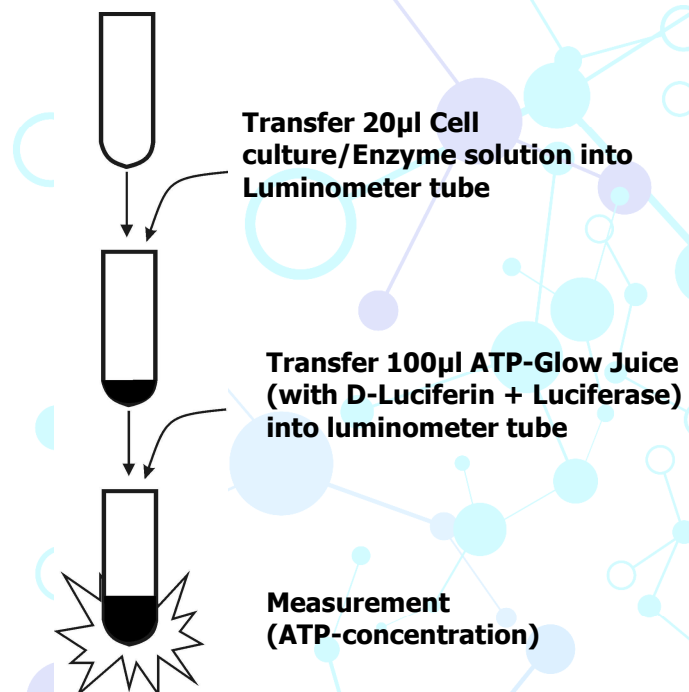 Transfer 20µl Cell
culture/Enzyme solution into
Luminometer tube
Transfer 100µl ATP-Glow Juice
(with D-Luciferin + Luciferase)
into luminometer tube
Measurement
(ATP-concentration)